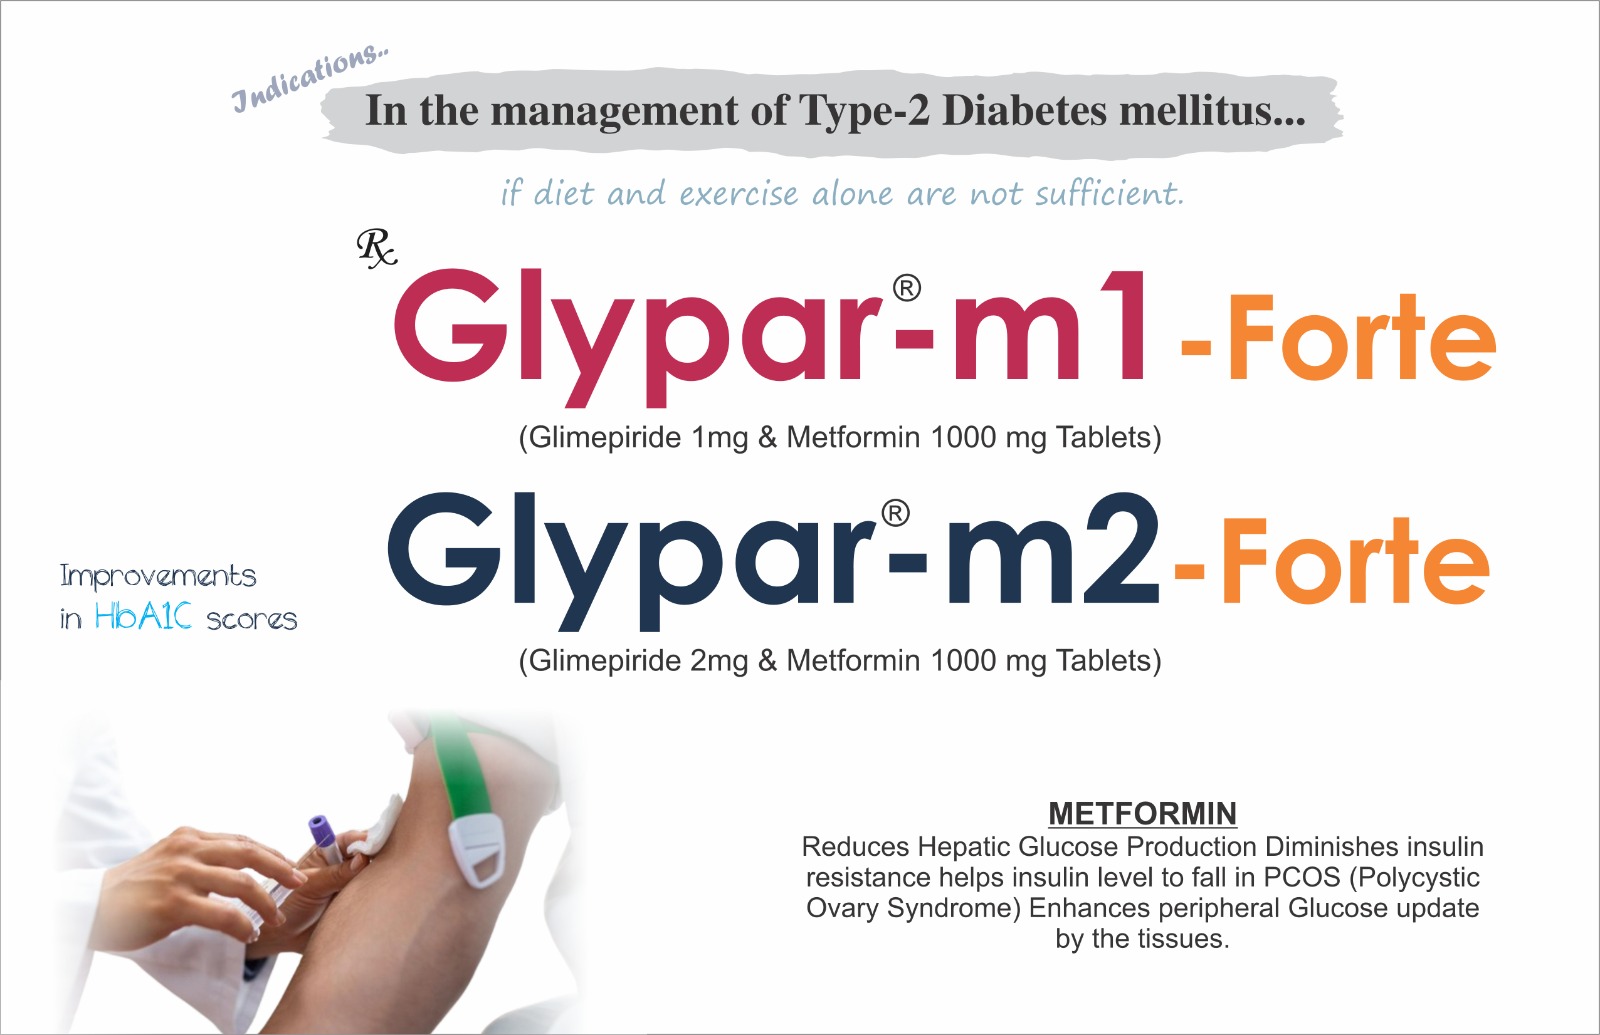 Indications..
In the management of Type-2 Diabetes mellitus...
if diet and exercise alone are not sufficient.
Rx
Glypar®-m1-Forte
(Glimepiride 1mg & Metformin 1000 mg Tablets)
Glypar®-m2-Forte
(Glimepiride 2mg & Metformin 1000 mg Tablets)
Improvements
in HbA1C scores
METFORMIN
Reduces Hepatic Glucose Production Diminishes insulin
resistance helps insulin level to fall in PCOS (Polycystic
Ovary Syndrome) Enhances peripheral Glucose update
by the tissues.